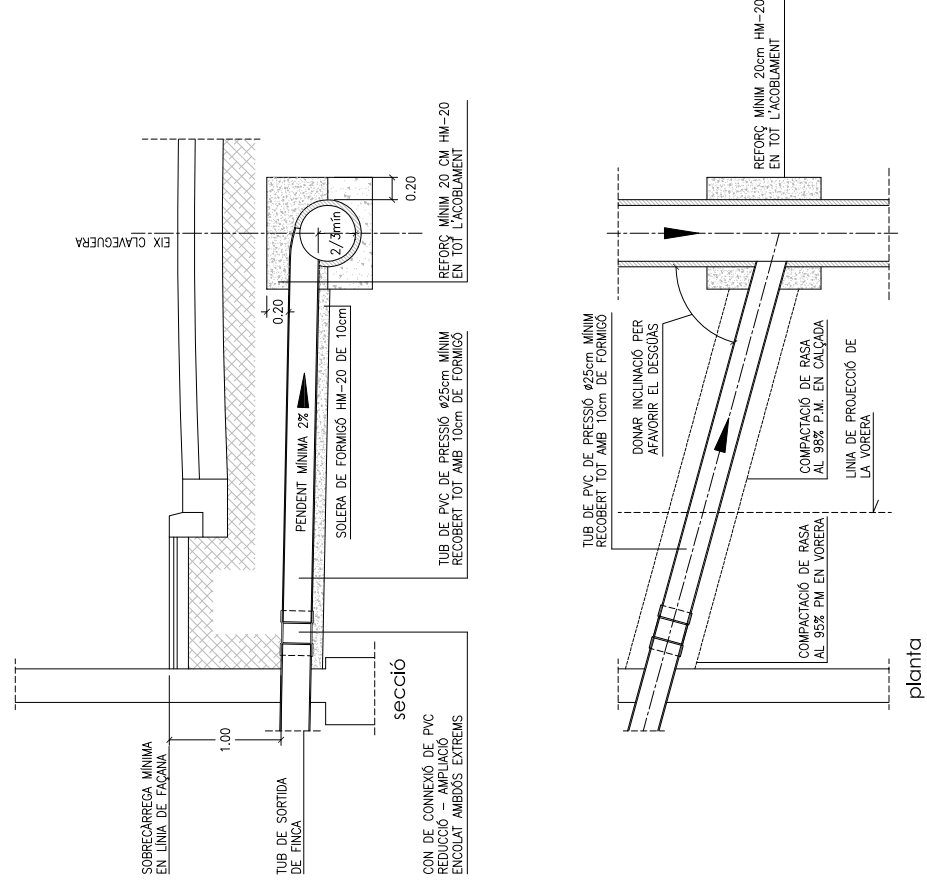 EIX CLAVEGUERA
0.20
0.20
2/3mín
REFORÇ MÍNIM 20 CM HM-20
EN TOT L'ACOBLAMENT
PENDENT MÍNIMA 2%
SOLERA DE FORMIGÓ HM-20 DE 10cm
TUB DE PVC DE PRESSIÓ ø25cm MÍNIM
RECOBERT TOT AMB 10cm DE FORMIGÓ
SOBRECÀRREGA MÍNIMA
EN LÍNIA DE FAÇANA
1.00
TUB DE SORTIDA
DE FINCA
CON DE CONNEXIÓ DE PVC
REDUCCIÓ - AMPLIACIÓ
ENCOLAT AMBDÓS EXTREMS
secció
REFORÇ MÍNIM 20cm HM-20
EN TOT L'ACOBLAMENT
TUB DE PVC DE PRESSIÓ ø25cm MÍNIM
RECOBERT TOT AMB 10cm DE FORMIGÓ
DONAR INCLINACIÓ PER
AFAVORIR EL DESGÜÀS
COMPACTACIÓ DE RASA
AL 98% P.M. EN CALÇADA
LINIA DE PROJECCIÓ DE
LA VORERA
COMPACTACIÓ DE RASA
AL 95% PM EN VORERA
planta